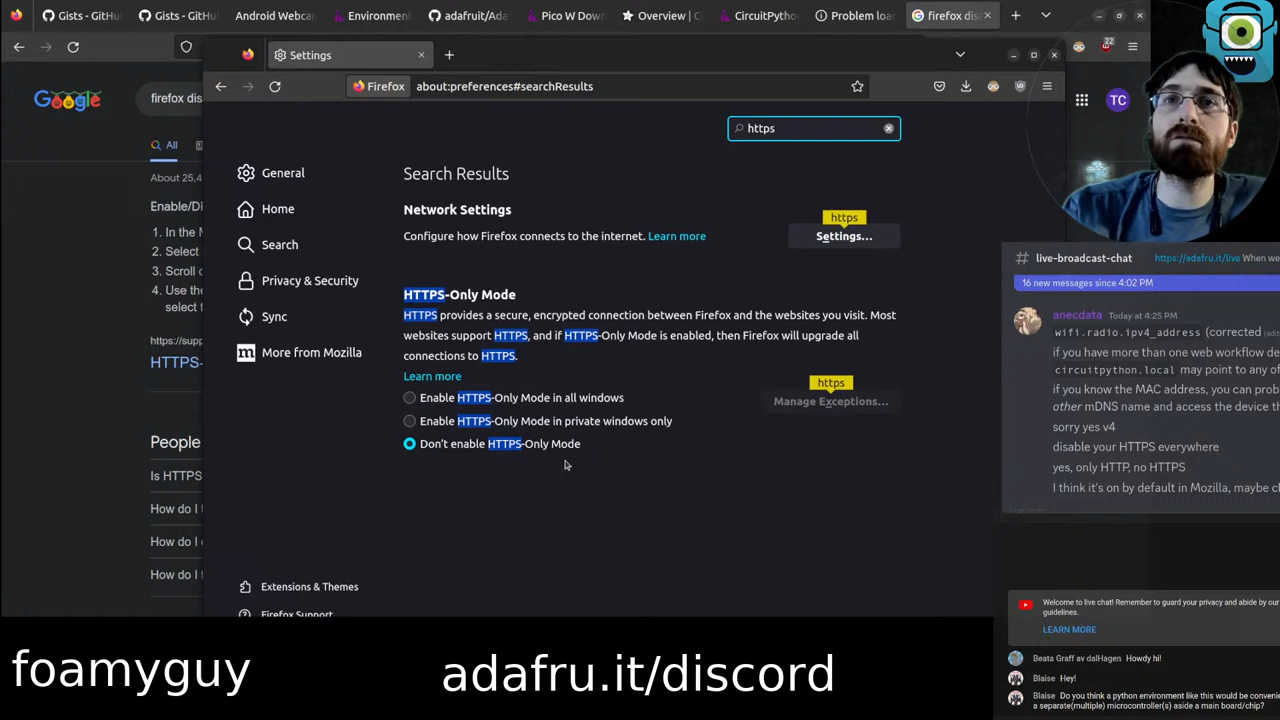 Gists - GitHu
Gists - GitHu
Android Webcar
Environmen
adafruit/Ada
Pico W Down
Overview | C
CircuitPytho
Problem loa
firefox dis
Settings
22
Google
firefox dis
Firefox
about:preferences#searchResults
TC
https
All
About 25,4
Enable/Di
1. In the M
2. Select
3. Scroll c
4. Use the
select t
https://supp
HTTPS-
People
Is HTTPS
How do I
How do I
How do I
General
Home
Search
Privacy & Security
Sync
More from Mozilla
Extensions & Themes
Firefox Support
Search Results
Network Settings
https
Configure how Firefox connects to the internet. Learn more
Settings...
HTTPS-Only Mode
HTTPS provides a secure, encrypted connection between Firefox and the websites you visit. Most
websites support HTTPS, and if HTTPS-Only Mode is enabled, then Firefox will upgrade all
connections to HTTPS.
Learn more
https
Enable HTTPS-Only Mode in all windows
Manage Exceptions...
Enable HTTPS-Only Mode in private windows only
Don't enable HTTPS-Only Mode
# live-broadcast-chat
https://adafru.it/live When we
16 new messages since 4:02 PM
anecdata Today at 4:25 PM
wifi.radio.ipv4_address (corrected (edi
if you have more than one web workflow de
circuitpython.local may point to any of
if you know the MAC address, you can prob
other mDNS name and access the device th
sorry yes v4
disable your HTTPS everywhere
yes, only HTTP, no HTTPS
I think it's on by default in Mozilla, maybe ch
Welcome to live chat! Remember to guard your privacy and abide by our
guidelines.
LEARN MORE
Beata Graff av dalHagen Howdy hi!
Blaise Hey!
Blaise Do you think a python environment like this would be convenie
a separate(multiple) microcontroller(s) aside a main board/chip?
foamyguy
adafru.it/discord